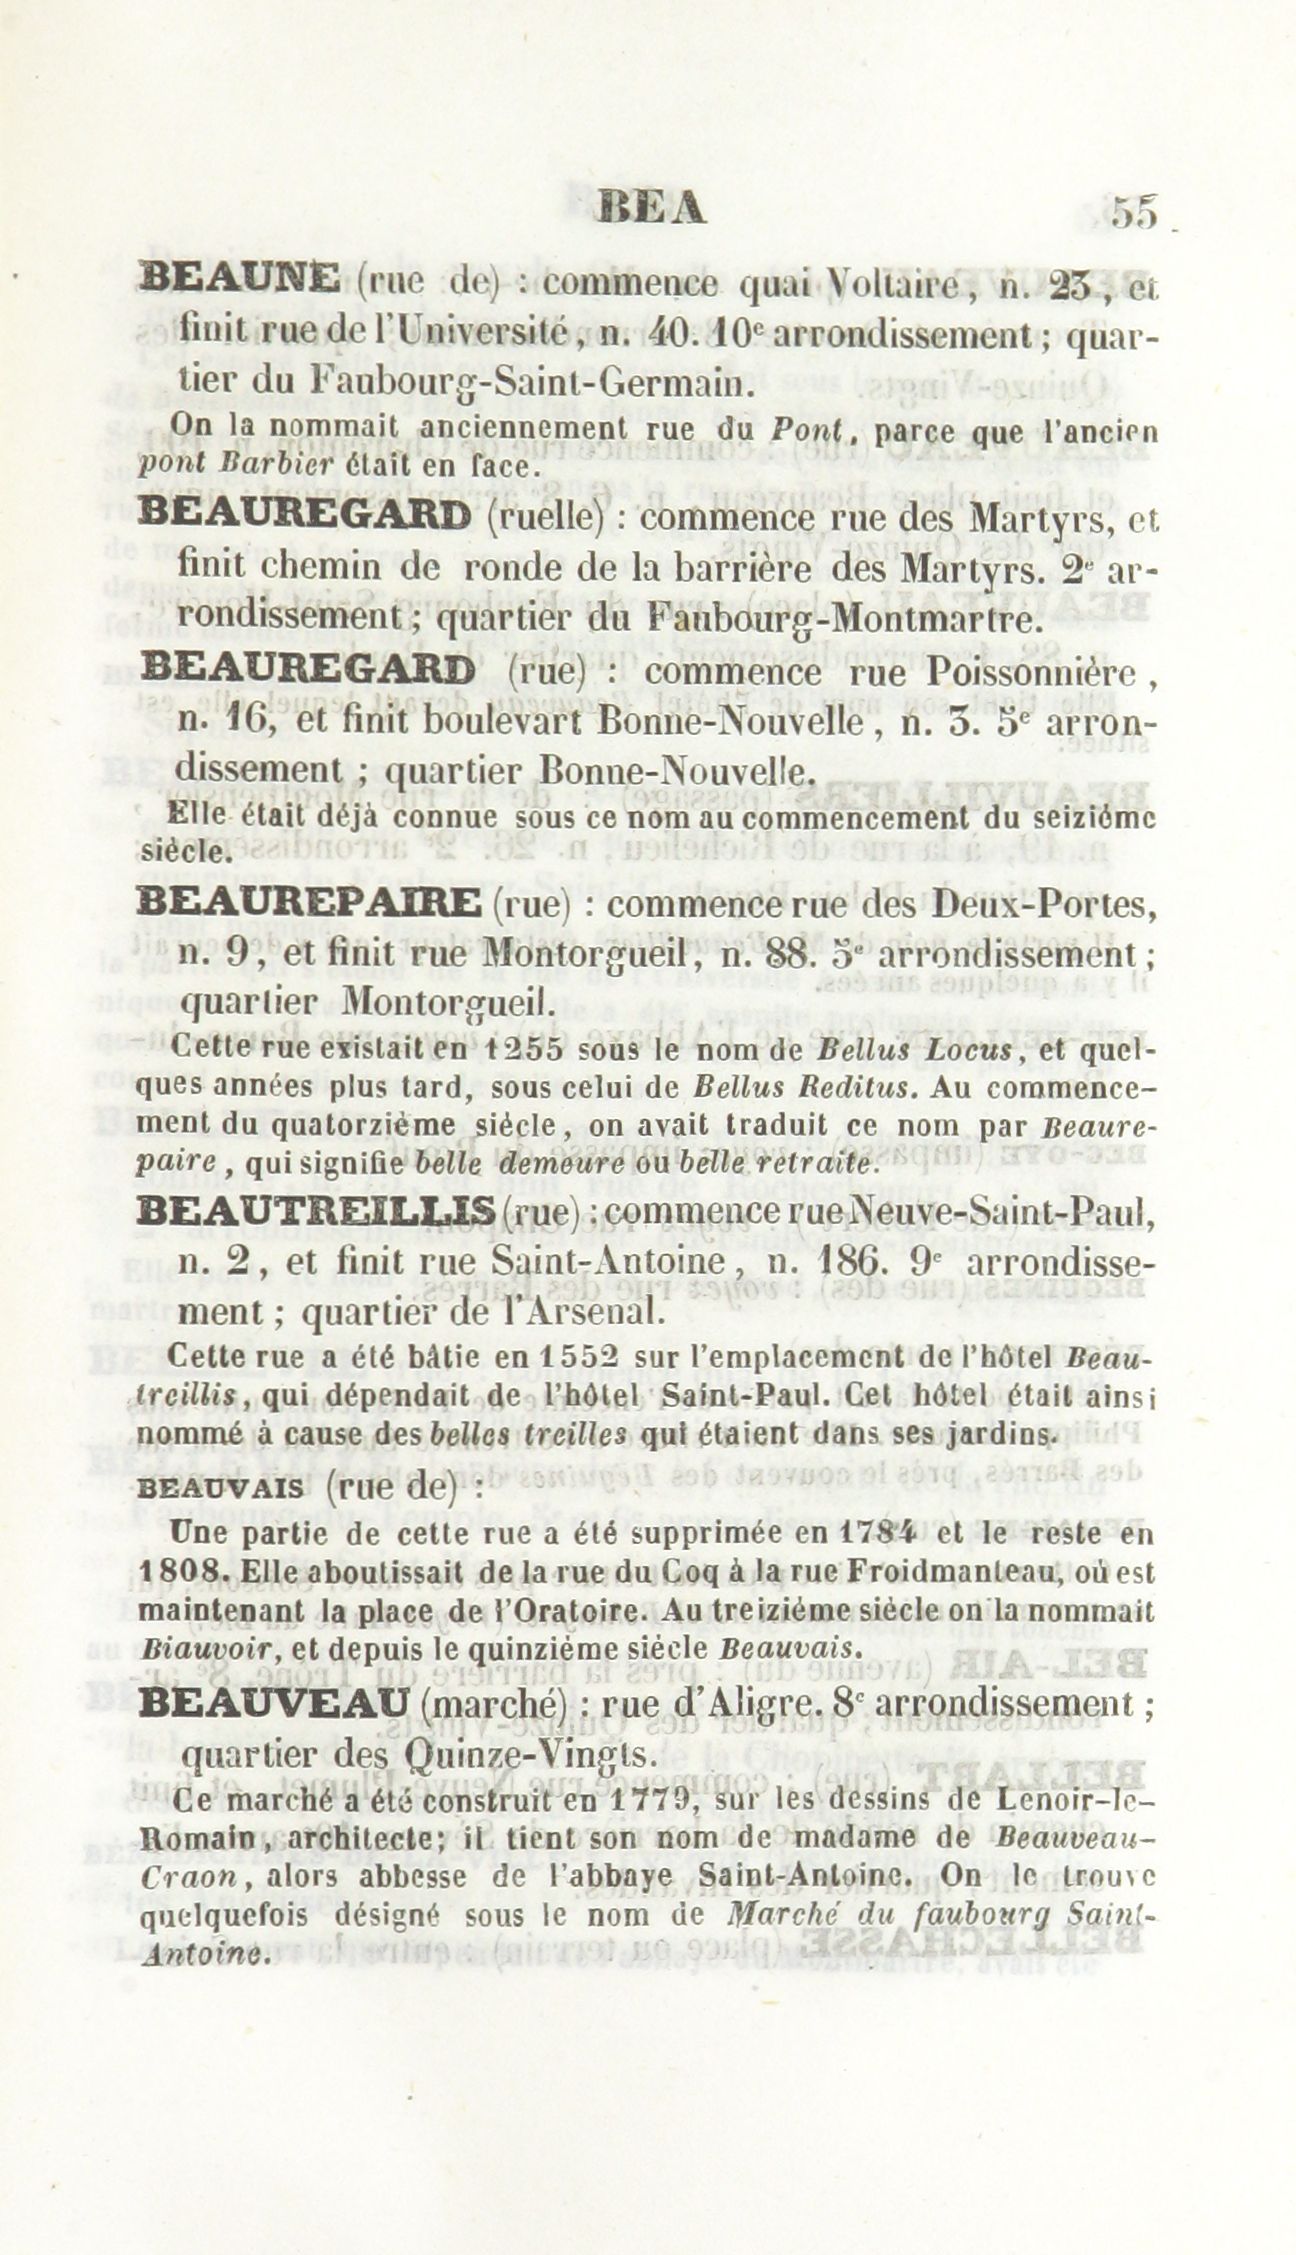 BEA 55
BEAUNE (rue de) : commence quai Voltaire, n. 23, et
finit rue de l'Université, n. 40. 10e arrondissement ; quar-
tier du Faubourg-Saint-Germain.
On la nommait anciennement rue du Pont, parce que l'ancien
pont Barbier était en face.
BEAUREGARD (ruelle) : commence rue des Martyrs, et
finit chemin de ronde de la barrière des Martyrs. 2e ar-
rondissement ; quartier du Faubourg-Montmartre.
BEAUREGARD (rue) : commence rue Poissonnière,
n. 16, et finit boulevart Bonne-Nouvelle, n. 3. 5e arron-
dissement ; quartier Bonne-Nouvelle.
Elle était déjà connue sous ce nom au commencement du seizième
siècle.
BEAUREPAIRE (rue) : commence rue des Deux-Portes,
n. 9, et finit rue Montorgueil, n. 88. 5e arrondissement ;
quartier Montorgueil.
Cette rue existait en 1255 sous le nom de Bellus Locus, et quel-
ques années plus tard, sous celui de Bellus Reditus. Au commence-
ment du quatorzième siècle, on avait traduit ce nom par Beaure-
paire, qui signifie belle demeure ou belle retraite.
BEAUTREILLIS (rue) : commence rue Neuve-Saint-Paul,
n. 2, et finit rue Saint-Antoine, n. 186. 9e arrondisse-
ment ; quartier de l'Arsenal.
Cette rue a été bâtie en 1552 sur l'emplacement de l'hôtel Beau-
treillis, qui dépendait de l'hôtel Saint-Paul. Cet hôtel était ainsi
nommé à cause des belles treilles qui étaient dans ses jardins.
BEAUVAIS (rue de) :
Une partie de cette rue a été supprimée en 1784 et le reste en
1808. Elle aboutissait de la rue du Coq à la rue Froidmanteau, où est
maintenant la place de l'Oratoire. Au treizième siècle on la nommait
Biauvoir, et depuis le quinzième siècle Beauvais.
BEAUVEAU (marché) : rue d'Aligre. 8e arrondissement ;
quartier des Quinze-Vingts.
Ce marché a été construit en 1779, sur les dessins de Lenoir-le-
Romain, architecte; il tient son nom de madame de Beauveau-
Craon, alors abbesse de l'abbaye Saint-Antoine. On le trouve
quelquefois désigné sous le nom de Marché du faubourg Saint-
Antoine.